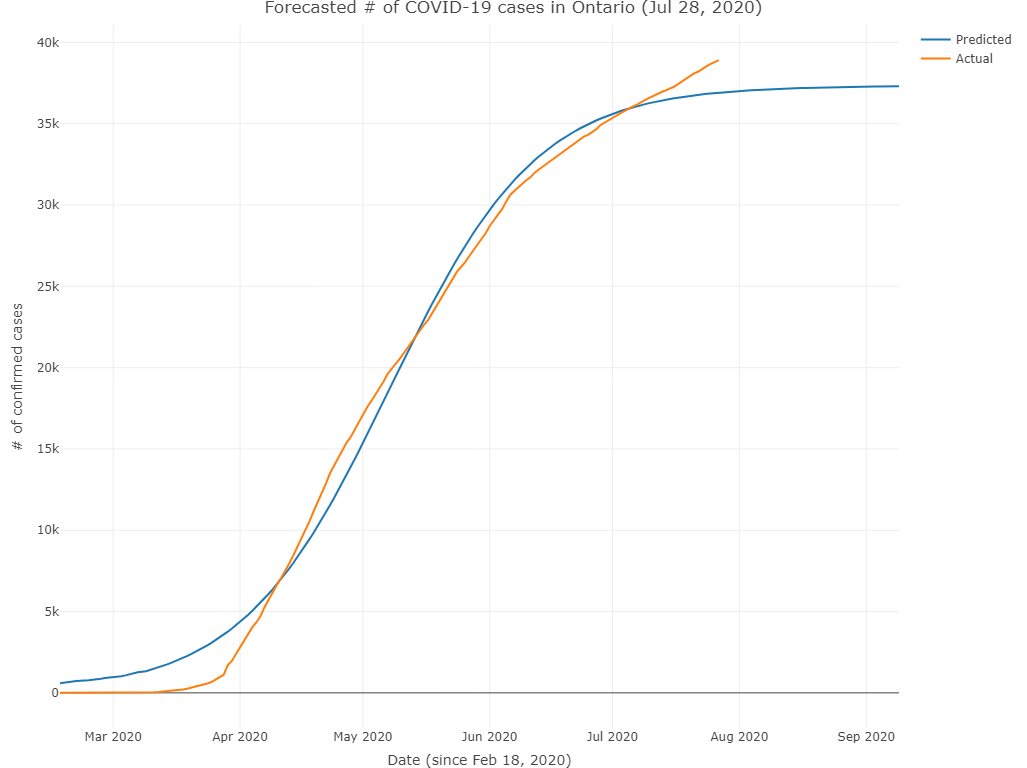 Forecasted # of COVID-19 cases in Ontario (Jul 28, 2020)
Predicted
Actual
40k
35k
30k
25k
20k
15k
10k
5k
0
# of confirmed cases
Mar 2020
Apr 2020
May 2020
Jun 2020
Jul 2020
Aug 2020
Sep 2020
Date (since Feb 18, 2020)